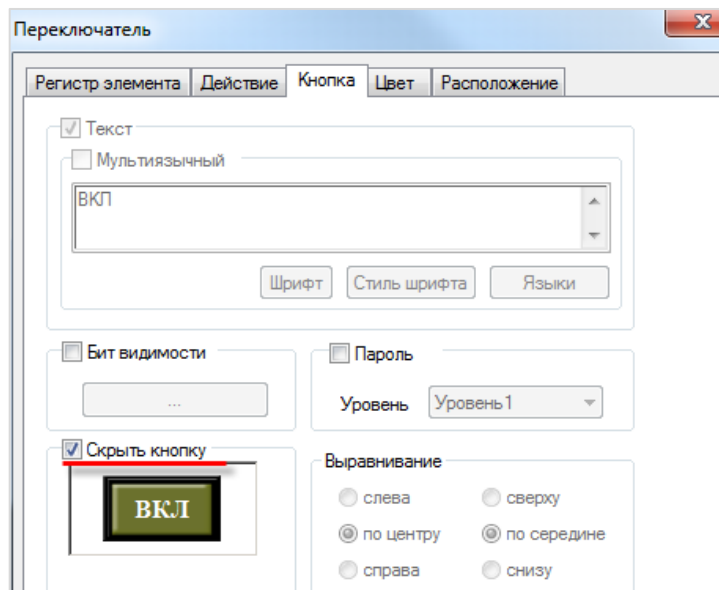 Переключатель
Регистр элемента Действие Кнопка Цвет Расположение
Текст
Мультиязычный
ВКЛ
Шрифт Стиль шрифта Языки
Бит видимости Пароль
... Уровень Уровень1
Скрыть кнопку
Выравнивание
ВКЛ
слева сверху
по центру по середине
справа снизу